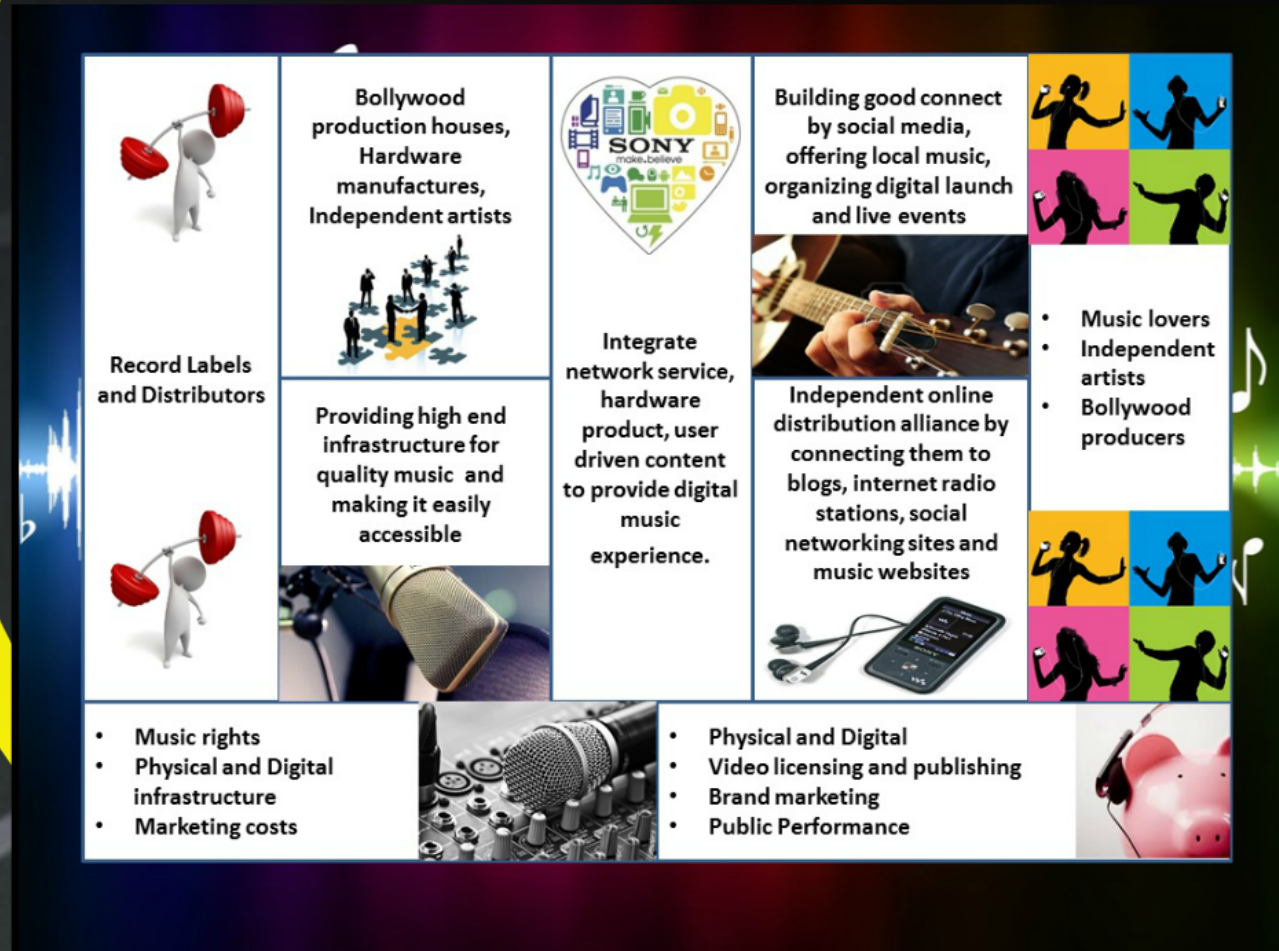 Record Labels
and Distributors
Bollywood
production houses,
Hardware
manufactures,
Independent artists
Providing high end
infrastructure for
quality music and
making it easily
accessible
SONY
make.believe
Integrate
network service,
hardware
product, user
driven content
to provide digital
music
experience.
Building good connect
by social media,
offering local music,
organizing digital launch
and live events
Independent online
distribution alliance by
connecting them to
blogs, internet radio
stations, social
networking sites and
music websites
SONY
• Music lovers
• Independent
artists
• Bollywood
producers
• Music rights
• Physical and Digital
infrastructure
• Marketing costs
• Physical and Digital
• Video licensing and publishing
• Brand marketing
• Public Performance